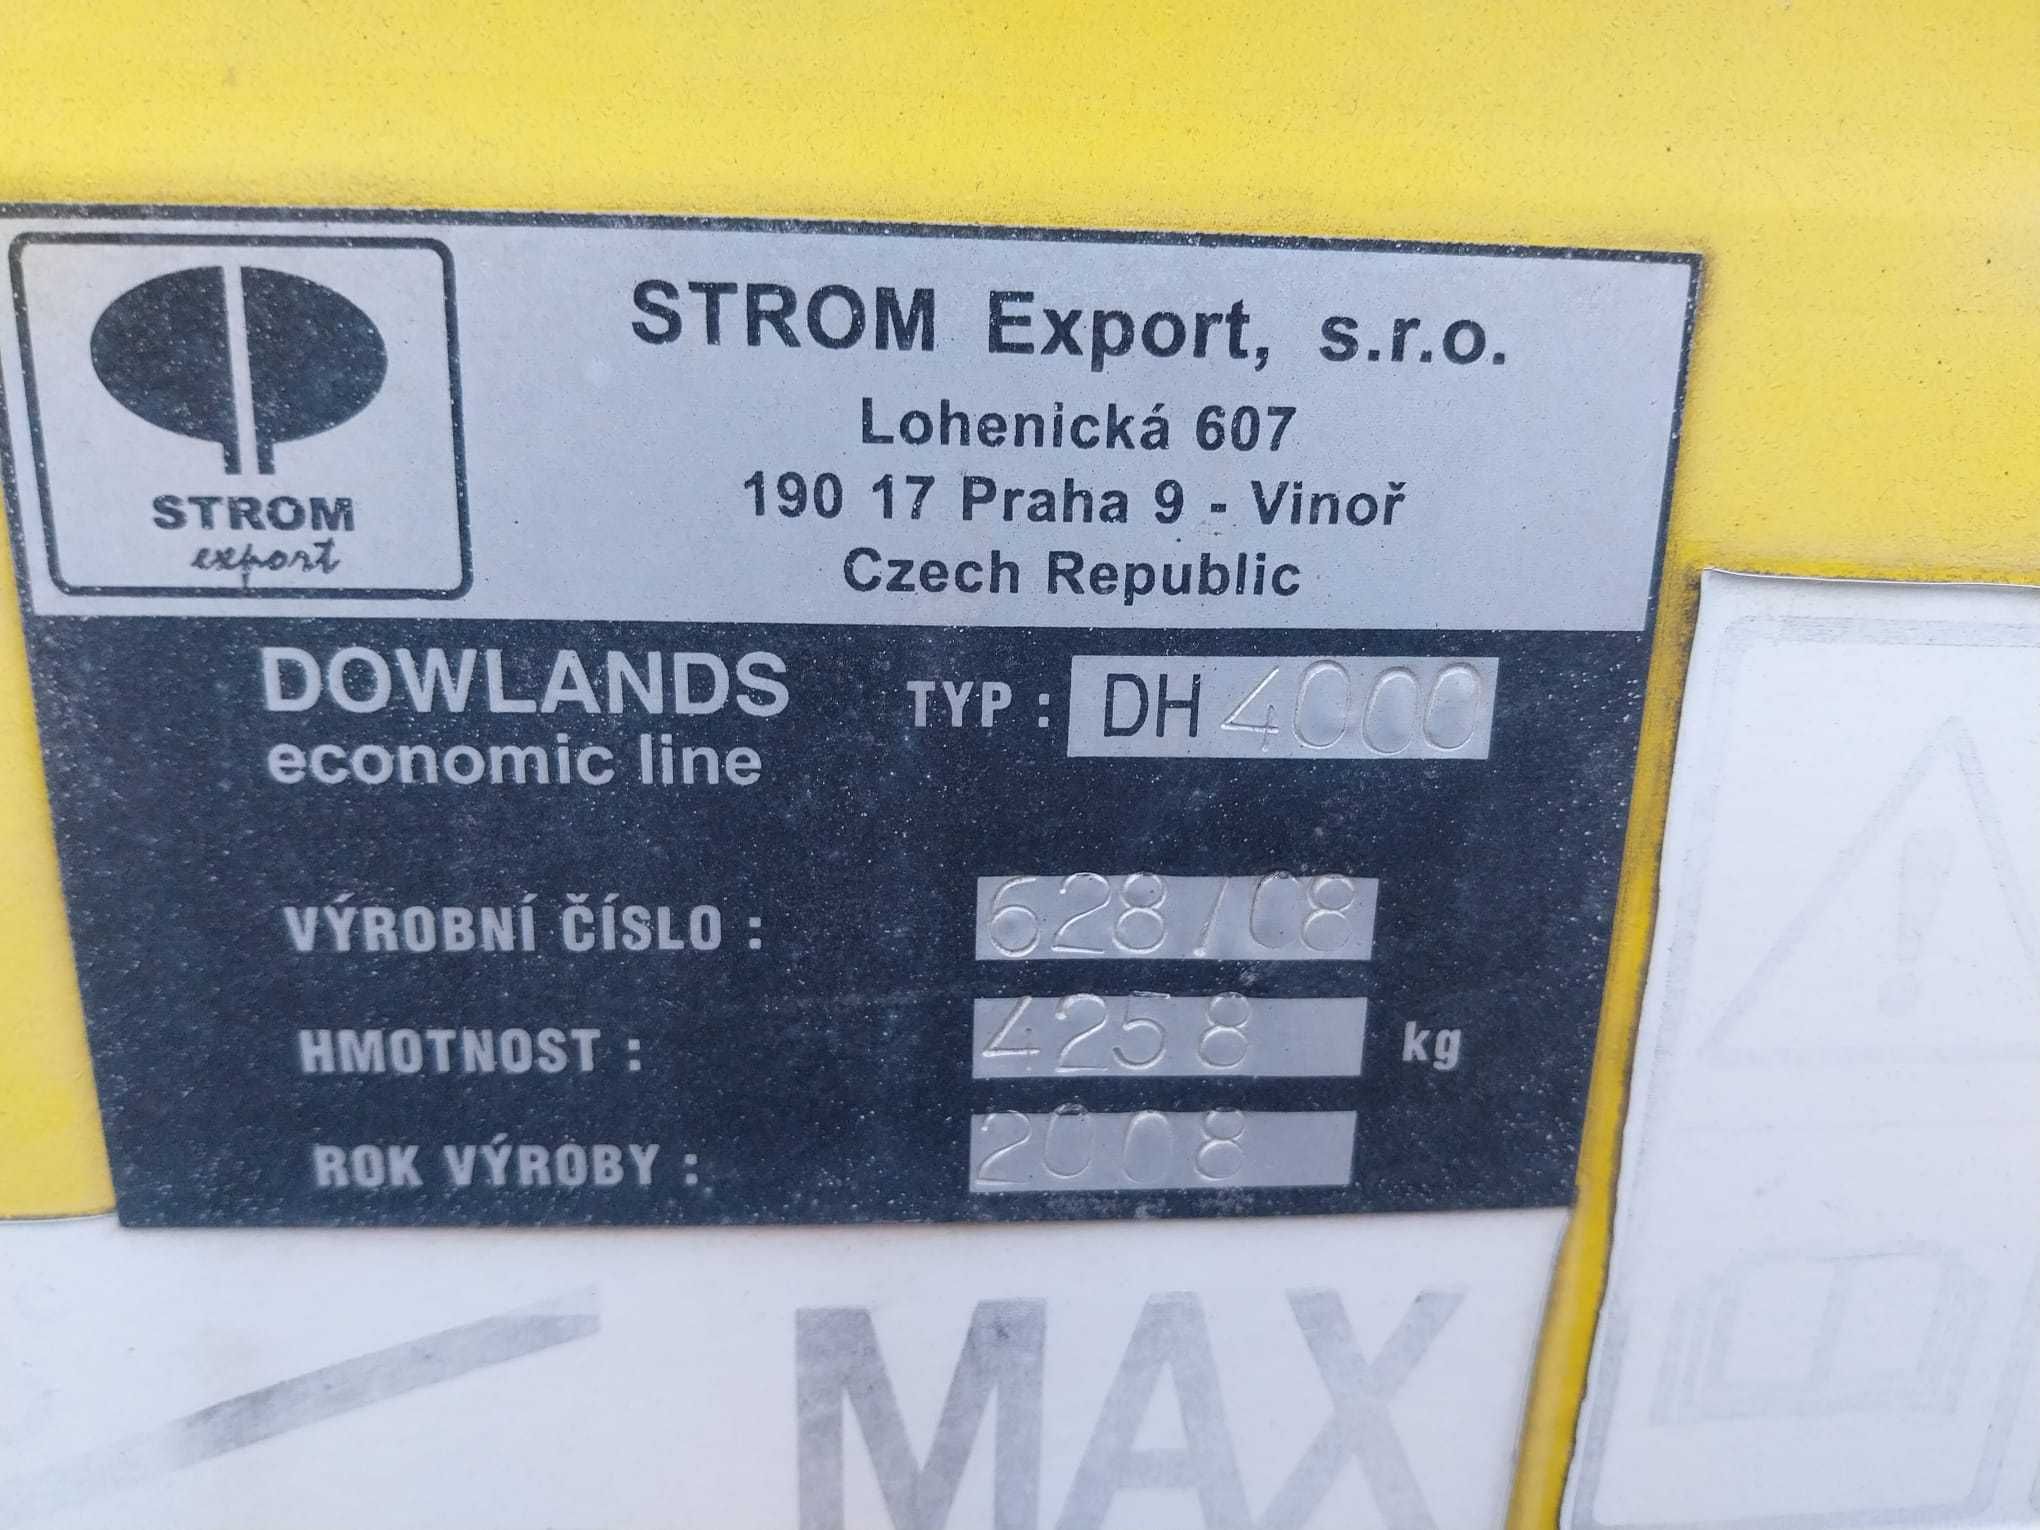 STROM
export
STROM Export, s.r.o.
Lohenická 607
190 17 Praha 9 - Vinoř
Czech Republic
DOWLANDS
economic line
TYP : DH 4000
VÝROBNÍ ČÍSLO : 628/08
HMOTNOST : 4258 kg
ROK VÝROBY : 2008
MAX